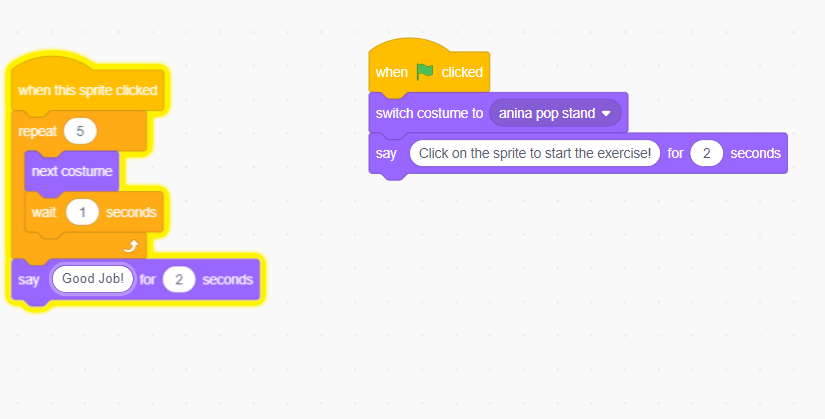 when this sprite clicked
repeat 5
next costume
wait 1 seconds
say Good Job! for 2 seconds
when clicked
switch costume to anina pop stand
say Click on the sprite to start the exercise! for 2 seconds